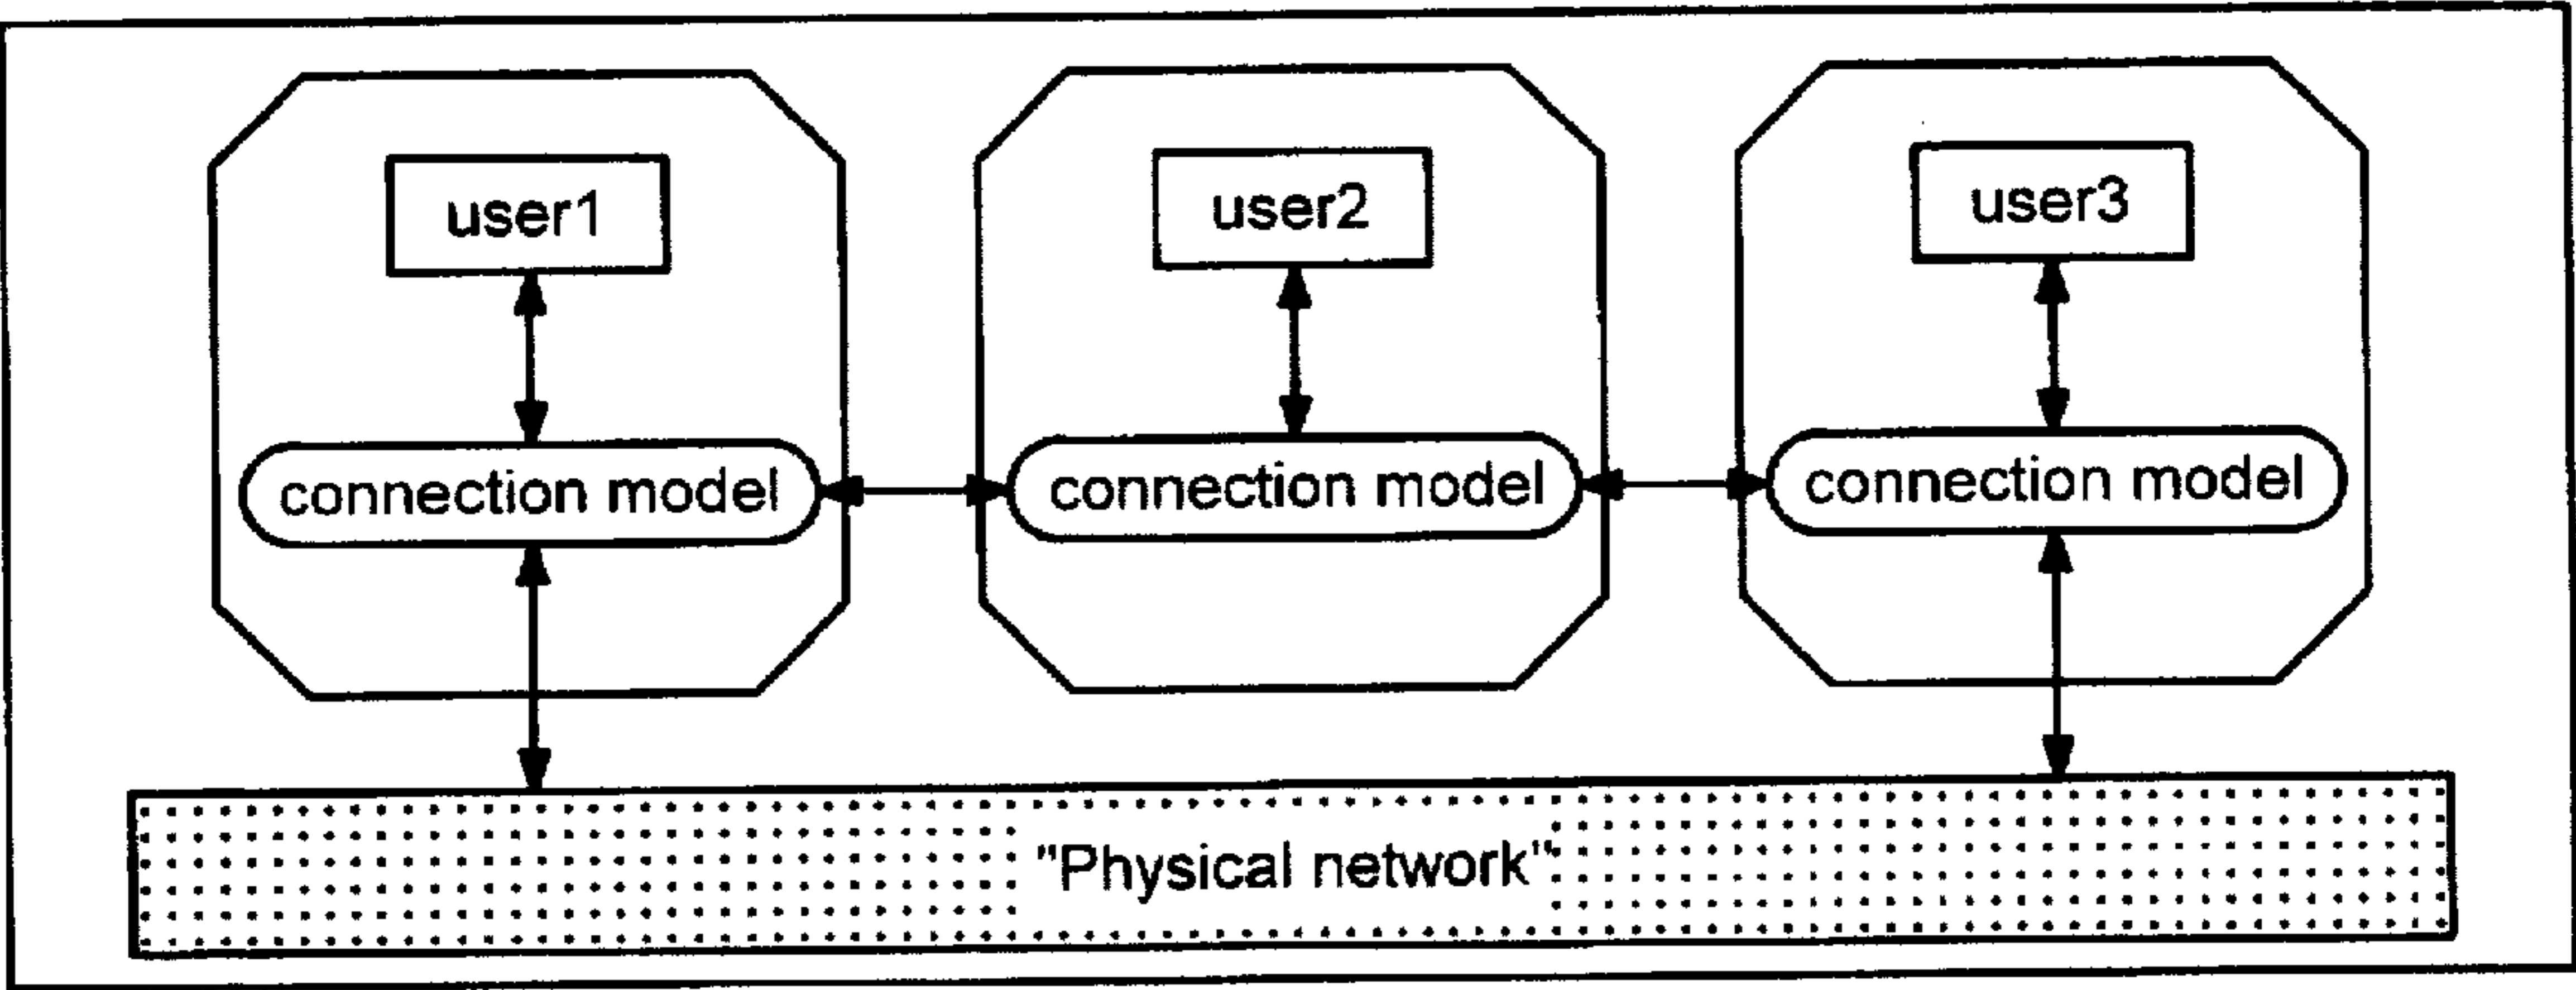 user1
user2
user3
connection model
connection model
connection model
"Physical network"